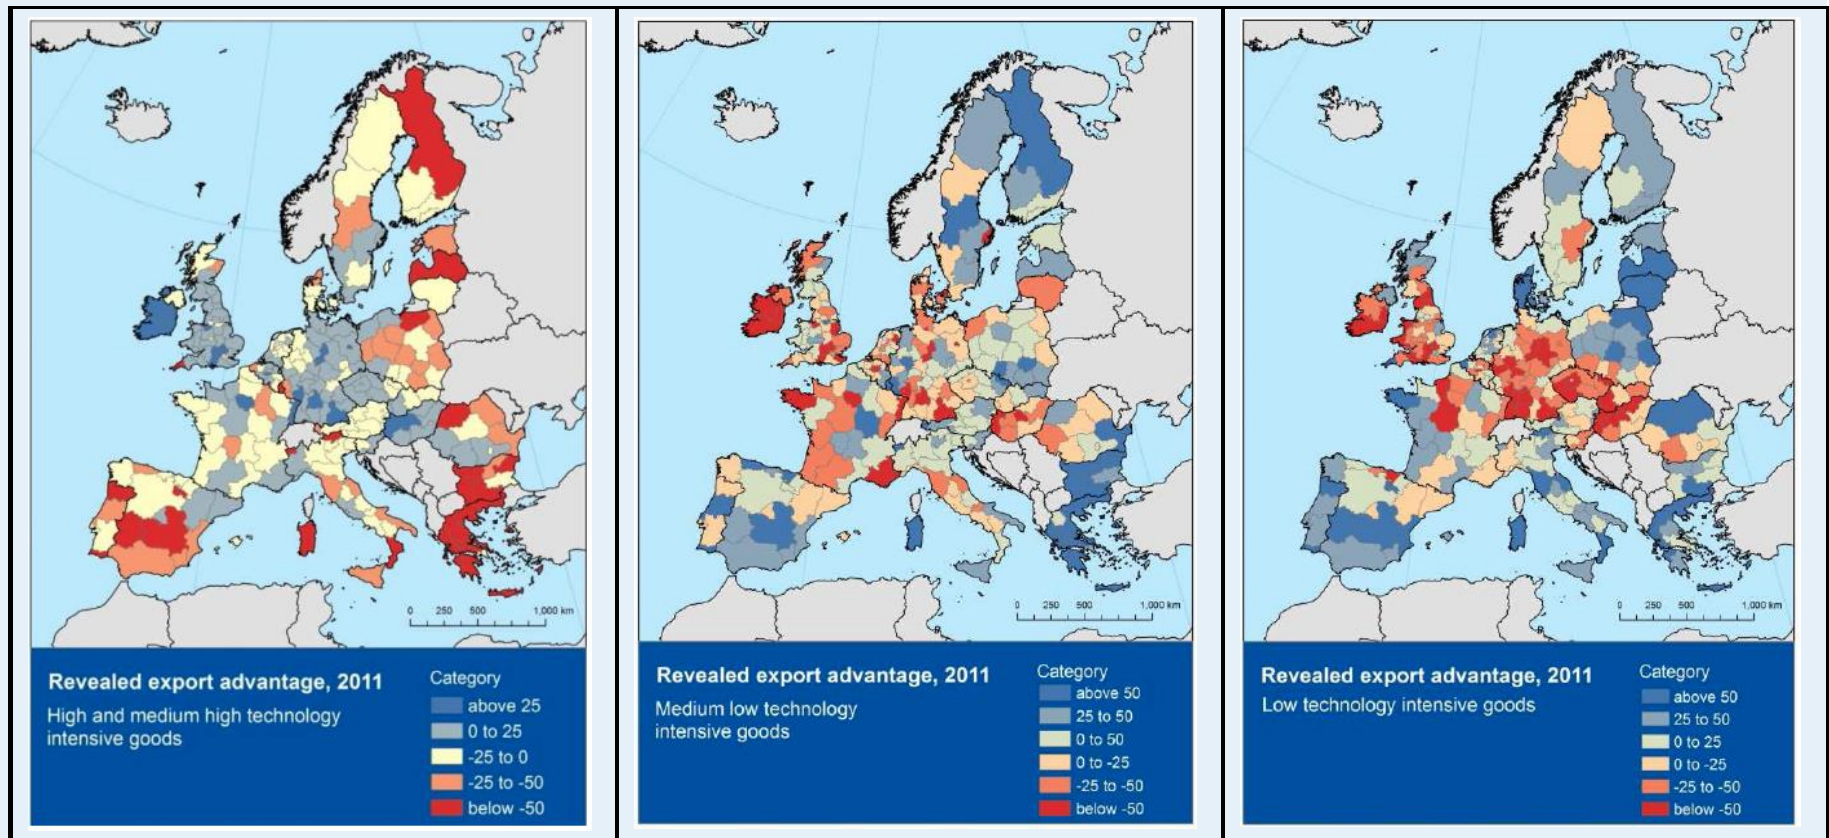 0 250 500 1,000 km
Revealed export advantage, 2011
High and medium high technology
intensive goods
Category
above 25
0 to 25
-25 to 0
-25 to -50
below -50
0 250 500 1,000 km
Revealed export advantage, 2011
Medium low technology
intensive goods
Category
above 50
25 to 50
0 to 50
0 to -25
-25 to -50
below -50
0 250 500 1,000 km
Revealed export advantage, 2011
Low technology intensive goods
Category
above 50
25 to 50
0 to 25
0 to -25
-25 to -50
below -50